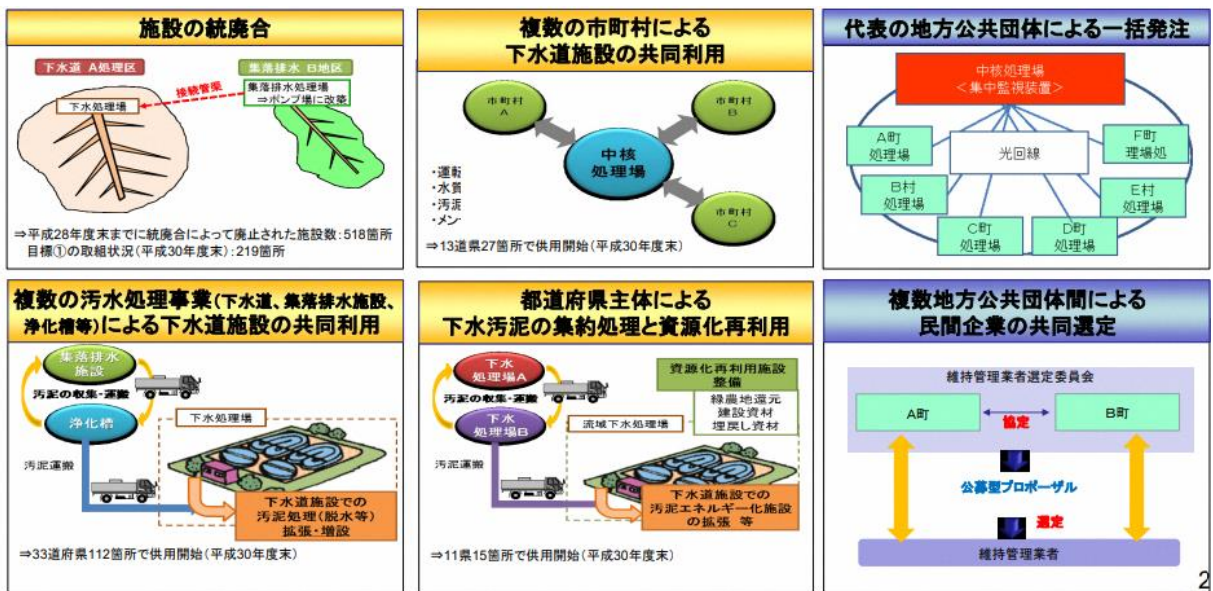 施設の統廃合
下水道 A処理区
集落排水 B地区
下水処理場
接続管渠
集落排水処理場
⇒ポンプ場に改築
⇒平成28年度末までに統廃合によって廃止された施設数:518箇所
目標①の取組状況(平成30年度末):219箇所
複数の市町村による
下水道施設の共同利用
市町村
A
市町村
B
中核
処理場
市町村
C
・運転
・水質
・汚泥
・メン
⇒13道県27箇所で供用開始(平成30年度末)
代表の地方公共団体による一括発注
中核処理場
<集中監視装置>
A町
処理場
光回線
F町
理場処
B村
処理場
E村
処理場
C町
処理場
D町
処理場
複数の汚水処理事業(下水道、集落排水施設、
浄化槽等)による下水道施設の共同利用
集落排水
施設
汚泥の収集・運搬
浄化槽
下水処理場
汚泥運搬
下水道施設での
汚泥処理(脱水等)
拡張・増設
⇒33道府県112箇所で供用開始(平成30年度末)
都道府県主体による
下水汚泥の集約処理と資源化再利用
下水
処理場A
汚泥の収集・運搬
下水
処理場B
資源化再利用施設
整備
緑農地還元
建設資材
埋戻し資材
流域下水処理場
汚泥運搬
下水道施設での
汚泥エネルギー化施設
の拡張 等
⇒11県15箇所で供用開始(平成30年度末)
複数地方公共団体間による
民間企業の共同選定
維持管理業者選定委員会
A町
協定
B町
公募型プロポーザル
選定
維持管理業者
2